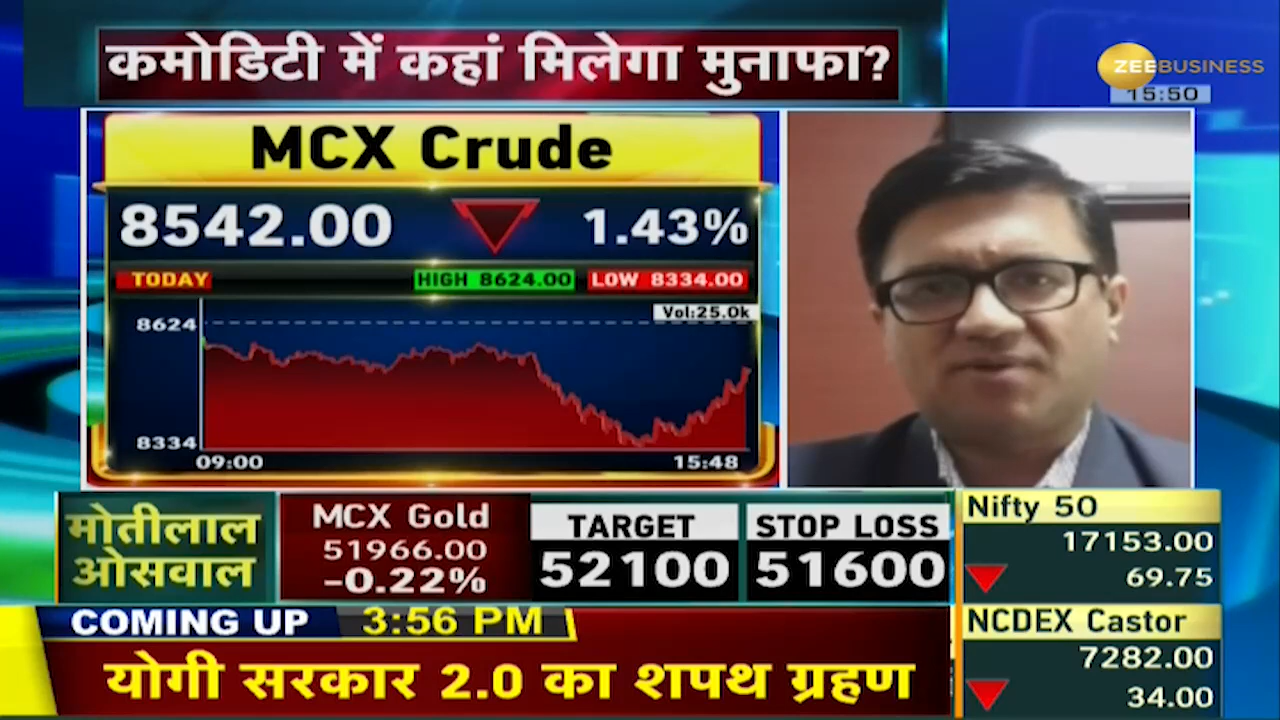 कमोडिटी में कहां मिलेगा मुनाफा?
ZEEBUSINESS
15:50
MCX Crude
8542.00 1.43%
TODAY HIGH 8624.00 LOW 8334.00
Vol:25.0k
8624
8334
09:00 15:48
मोतीलाल
ओसवाल
MCX Gold
51966.00
-0.22%
TARGET
52100
STOP LOSS
51600
Nifty 50
17153.00
69.75
NCDEX Castor
7282.00
34.00
COMING UP 3:56 PM
योगी सरकार 2.0 का शपथ ग्रहण